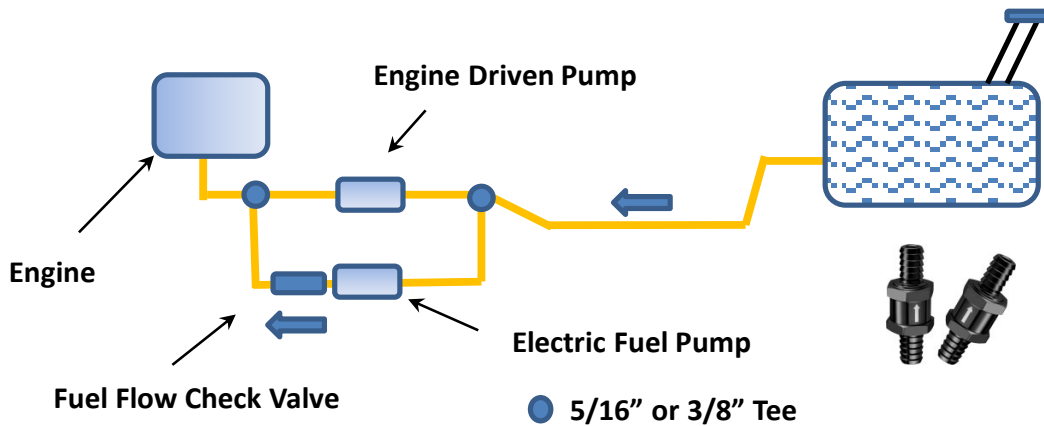 Engine Driven Pump
Engine
Electric Fuel Pump
Fuel Flow Check Valve
5/16” or 3/8” Tee